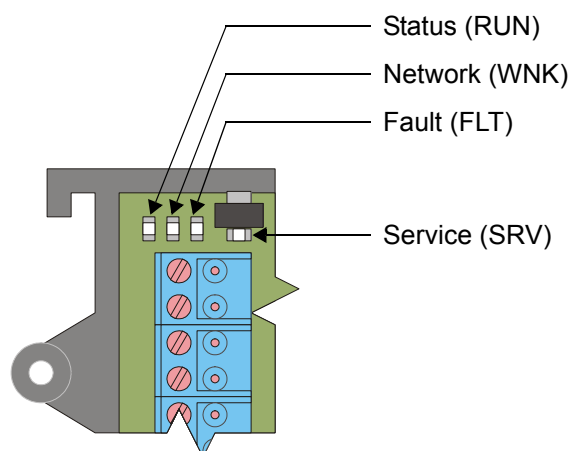 Status (RUN)
Network (WNK)
Fault (FLT)
Service (SRV)